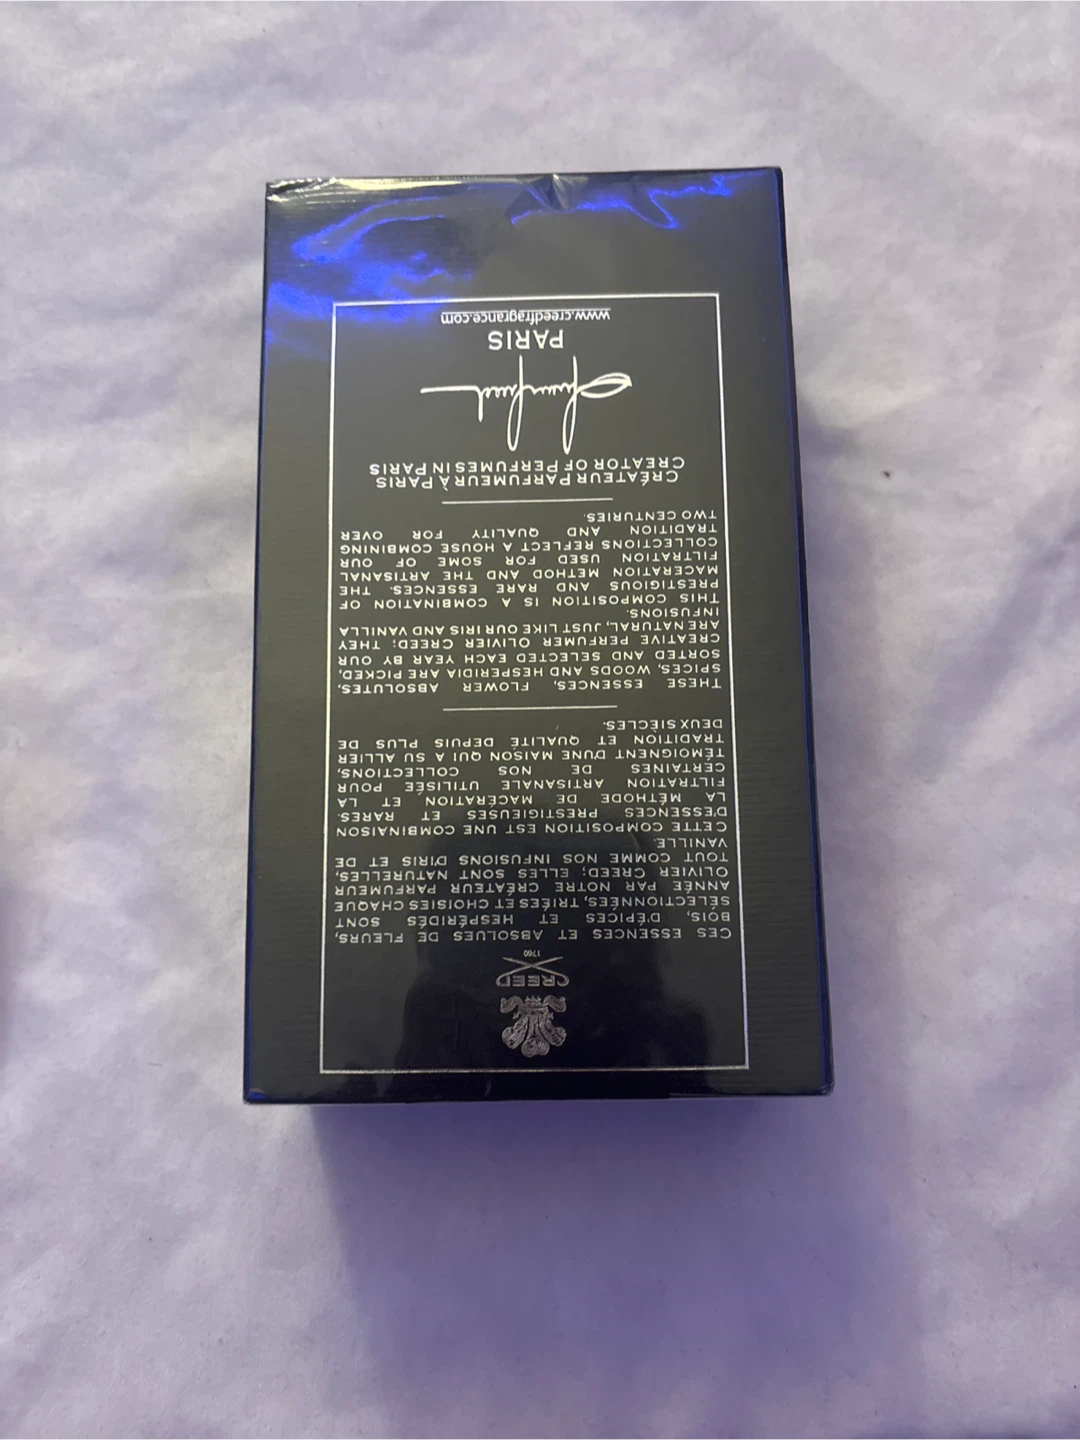 CREED
1760
CES ESSENCES ET ABSOLUES DE FLEURS,
BOIS, D'ÉPICES ET HESPÉRIDÉS SONT
SÉLECTIONNÉES, TRIÉES ET CHOISIES CHAQUE
ANNÉE PAR NOTRE CRÉATEUR PARFUMEUR
OLIVIER CREED; ELLES SONT NATURELLES,
TOUT COMME NOS INFUSIONS D'IRIS ET DE
VANILLE.
CETTE COMPOSITION EST UNE COMBINAISON
D'ESSENCES PRESTIGIEUSES ET RARES.
LA MÉTHODE DE MACÉRATION ET LA
FILTRATION ARTISANALE UTILISÉE POUR
CERTAINES DE NOS COLLECTIONS,
TÉMOIGNENT D'UNE MAISON QUI A SU ALLIER
TRADITION ET QUALITÉ DEPUIS PLUS DE
DEUX SIÈCLES.
THESE ESSENCES, FLOWER ABSOLUTES,
SPICES, WOODS AND HESPERIDIA ARE PICKED,
SORTED AND SELECTED EACH YEAR BY OUR
CREATIVE PERFUMER OLIVIER CREED; THEY
ARE NATURAL, JUST LIKE OUR IRIS AND VANILLA
INFUSIONS.
THIS COMPOSITION IS A COMBINATION OF
PRESTIGIOUS AND RARE ESSENCES. THE
MACERATION METHOD AND THE ARTISANAL
FILTRATION USED FOR SOME OF OUR
COLLECTIONS REFLECT A HOUSE COMBINING
TRADITION AND QUALITY FOR OVER
TWO CENTURIES.
CRÉATEUR PARFUMEUR À PARIS
CREATOR OF PERFUMES IN PARIS
PARIS
www.creedfragrance.com